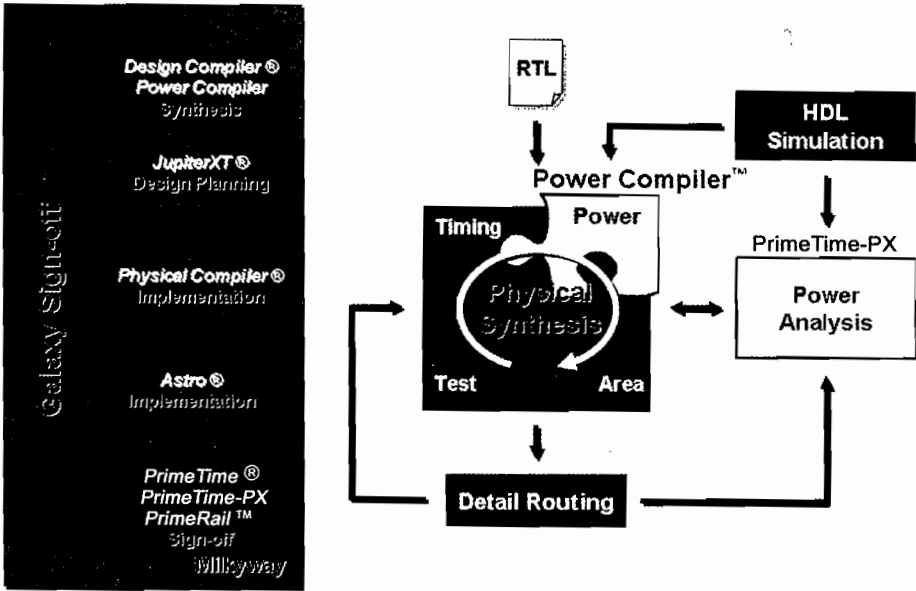 Galaxy Sign-off
Design Compiler ®
Power Compiler
Synthesis
JupiterXT ®
Design Planning
Physical Compiler ®
Implementation
Astro ®
Implementation
PrimeTime ®
PrimeTime-PX
PrimeRail ™
Sign-off
Milkyway
RTL
HDL
Simulation
Power Compiler™
Timing
Power
PrimeTime-PX
Physical
Synthesis
Power
Analysis
Test
Area
Detail Routing